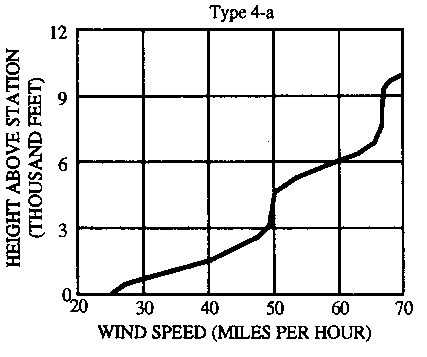 Type 4-a
12
9
6
3
0
HEIGHT ABOVE STATION
(THOUSAND FEET)
20 30 40 50 60 70
WIND SPEED (MILES PER HOUR)